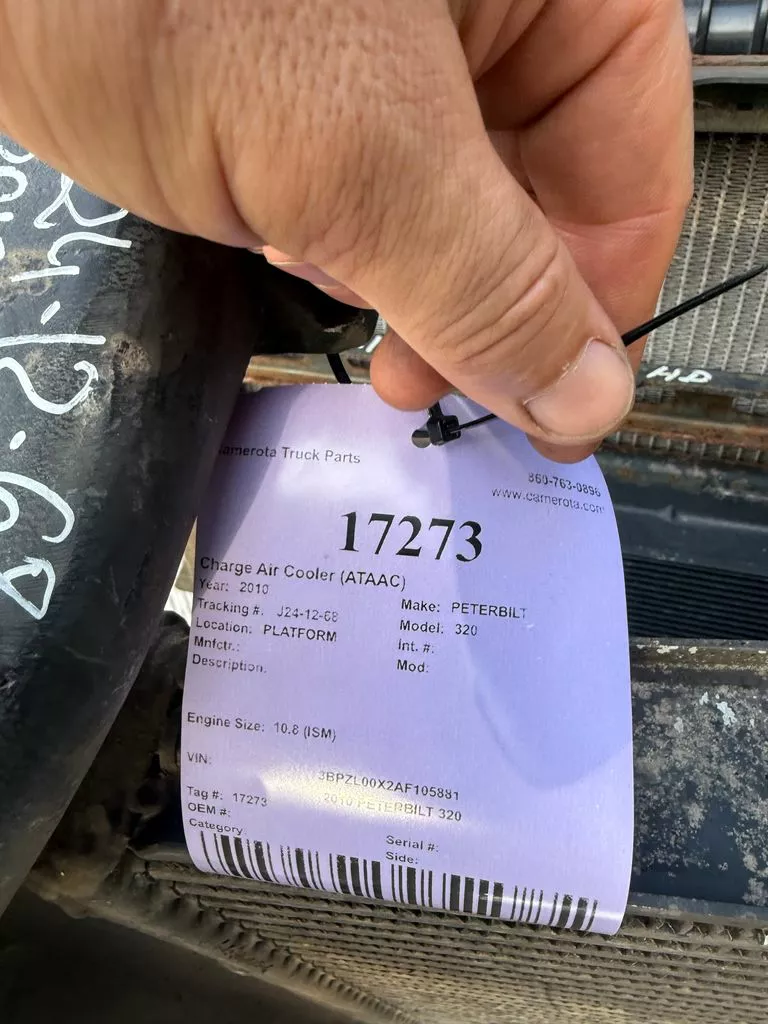 Camerota Truck Parts
860-763-0896
www.camerota.com
17273
Charge Air Cooler (ATAAC)
Year: 2010
Make: PETERBILT
Tracking #: J24-12-68
Model: 320
Location: PLATFORM
Int. #:
Mnfctr.:
Mod:
Description:
Engine Size: 10.8 (ISM)
VIN:
3BPZL00X2AF105881
2010 PETERBILT 320
Tag #: 17273
OEM #:
Serial #:
Category:
Side:
HD